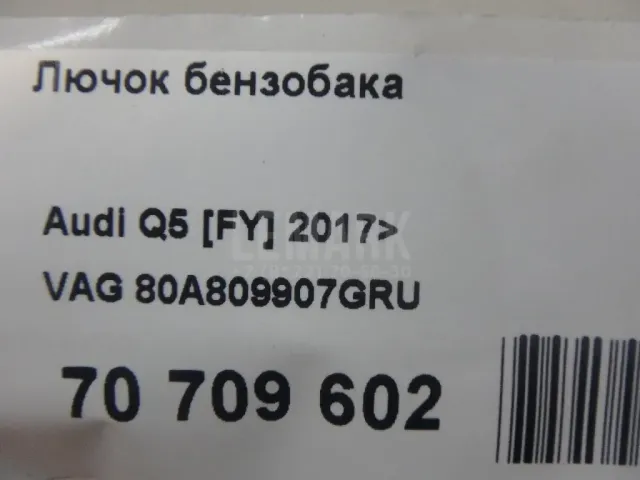 Лючок бензобака
Audi Q5 [FY] 2017>
VAG 80A809907GRU
70 709 602